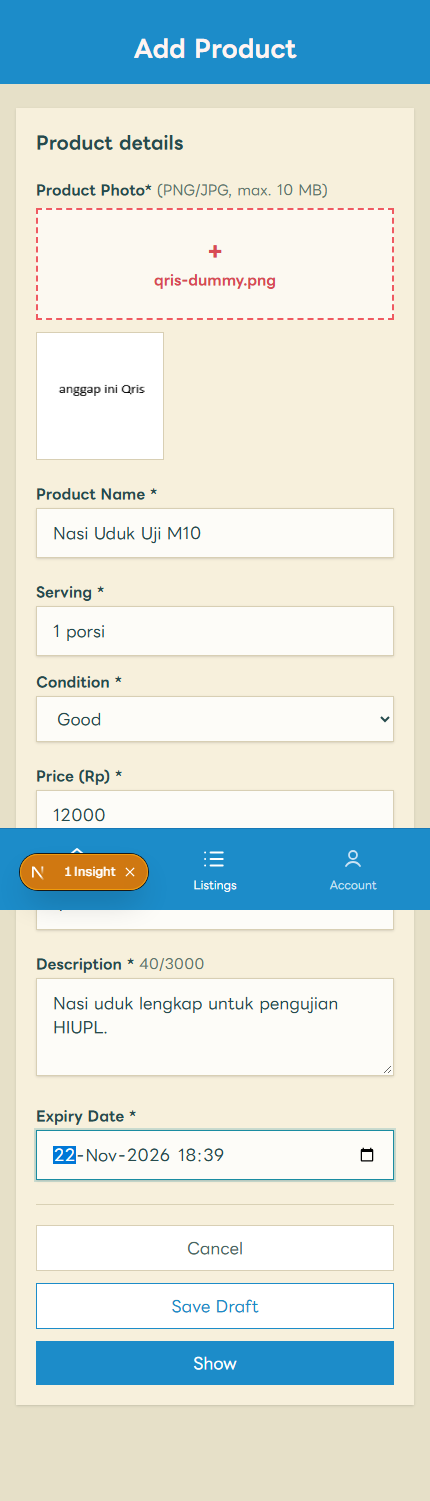 Add Product
Product details
Product Photo* (PNG/JPG, max. 10 MB)
+
qris-dummy.png
anggap ini Qris
Product Name *
Nasi Uduk Uji M10
Serving *
1 porsi
Condition *
Good
Price (Rp) *
12000
N 1 Insight ×
Listings
Account
Description * 40/3000
Nasi uduk lengkap untuk pengujian
HIUPL.
Expiry Date *
22-Nov-2026 18:39
Cancel
Save Draft
Show